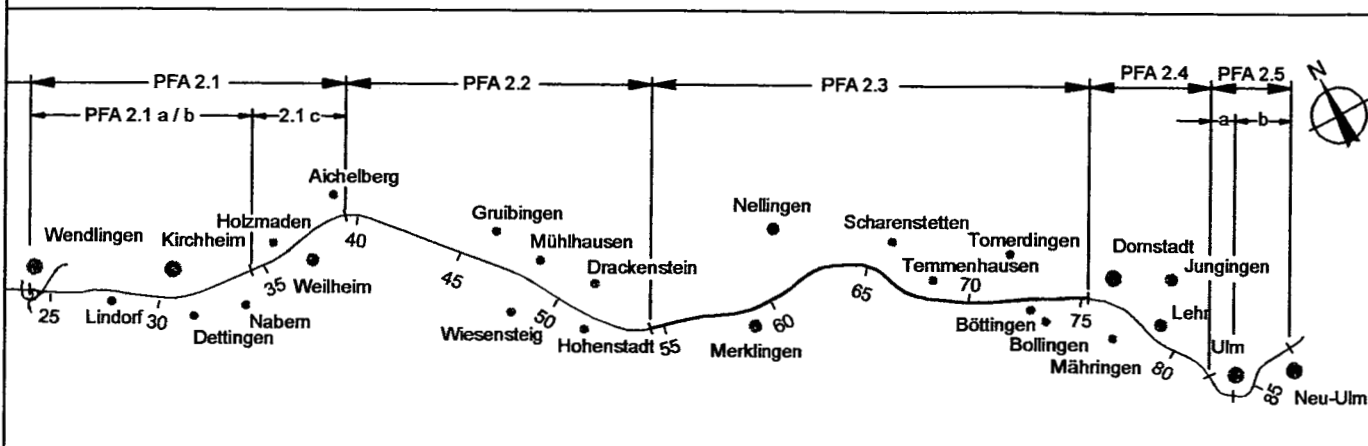 PFA 2.1
PFA 2.2
PFA 2.3
PFA 2.4
PFA 2.5
N
PFA 2.1 a / b
2.1 c
a
b
Aichelberg
Wendlingen
Kirchheim
Holzmaden
Weilheim
Lindorf
Dettingen
Nabern
Gruibingen
Mühlhausen
Drackenstein
Wiesensteig
Hohenstadt
Nellingen
Merklingen
Scharenstetten
Temmenhausen
Tomerdingen
Böttingen
Bollingen
Mähringen
Dornstadt
Jungingen
Lehr
Ulm
Neu-Ulm
25
30
35
40
45
50
55
60
65
70
75
80
85